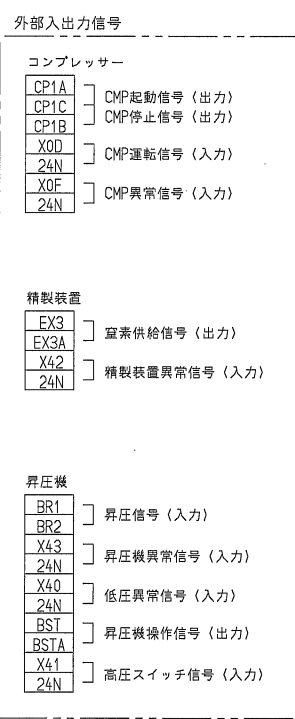 外部入出力信号
コンプレッサー
CP1A
CP1C
CP1B
CMP起動信号(出力)
CMP停止信号(出力)
X0D
24N
CMP運転信号(入力)
X0F
24N
CMP異常信号(入力)
精製装置
EX3
EX3A
窒素供給信号(出力)
X42
24N
精製装置異常信号(入力)
昇圧機
BR1
BR2
昇圧信号(入力)
X43
24N
昇圧機異常信号(入力)
X40
24N
低圧異常信号(入力)
BST
BSTA
昇圧機操作信号(出力)
X41
24N
高圧スイッチ信号(入力)